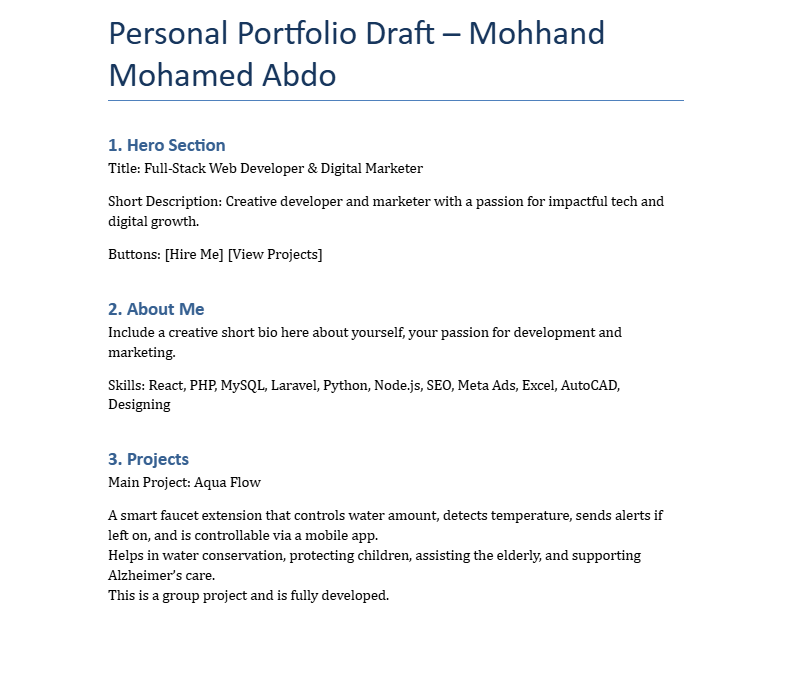 Personal Portfolio Draft – Mohhand
Mohamed Abdo
1. Hero Section
Title: Full-Stack Web Developer & Digital Marketer
Short Description: Creative developer and marketer with a passion for impactful tech and
digital growth.
Buttons: [Hire Me] [View Projects]
2. About Me
Include a creative short bio here about yourself, your passion for development and
marketing.
Skills: React, PHP, MySQL, Laravel, Python, Node.js, SEO, Meta Ads, Excel, AutoCAD,
Designing
3. Projects
Main Project: Aqua Flow
A smart faucet extension that controls water amount, detects temperature, sends alerts if
left on, and is controllable via a mobile app.
Helps in water conservation, protecting children, assisting the elderly, and supporting
Alzheimer's care.
This is a group project and is fully developed.